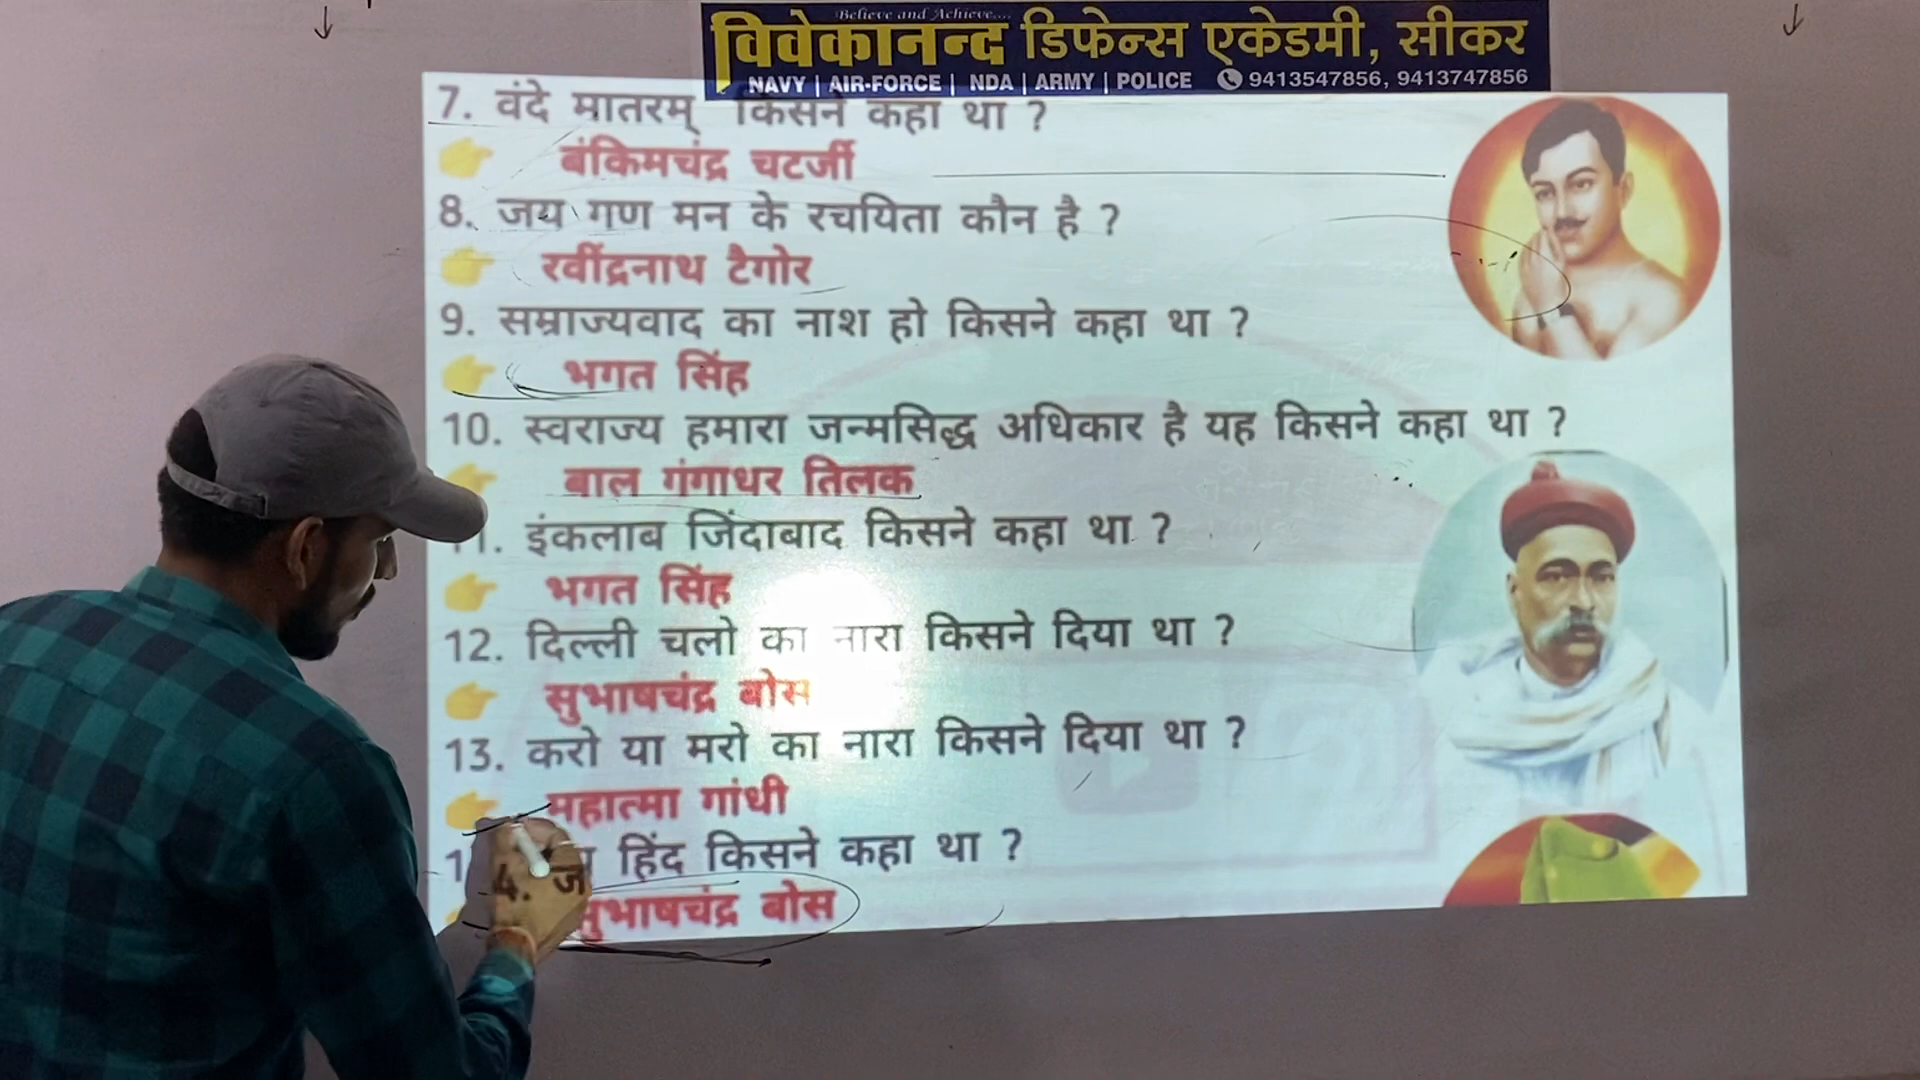 Believe and Achieve....
विवेकानन्द डिफेन्स एकेडमी, सीकर
NAVY | AIR-FORCE | NDA | ARMY | POLICE 9413547856, 9413747856
7. वंदे मातरम् किसने कहा था ?
👉 बंकिमचंद्र चटर्जी
8. जय गण मन के रचयिता कौन है ?
👉 रवींद्रनाथ टैगोर
9. सम्राज्यवाद का नाश हो किसने कहा था ?
👉 भगत सिंह
10. स्वराज्य हमारा जन्मसिद्ध अधिकार है यह किसने कहा था ?
👉 बाल गंगाधर तिलक
11. इंकलाब जिंदाबाद किसने कहा था ?
👉 भगत सिंह
12. दिल्ली चलो का नारा किसने दिया था ?
👉 सुभाषचंद्र बोस
13. करो या मरो का नारा किसने दिया था ?
👉 महात्मा गांधी
14. जय हिंद किसने कहा था ?
सुभाषचंद्र बोस